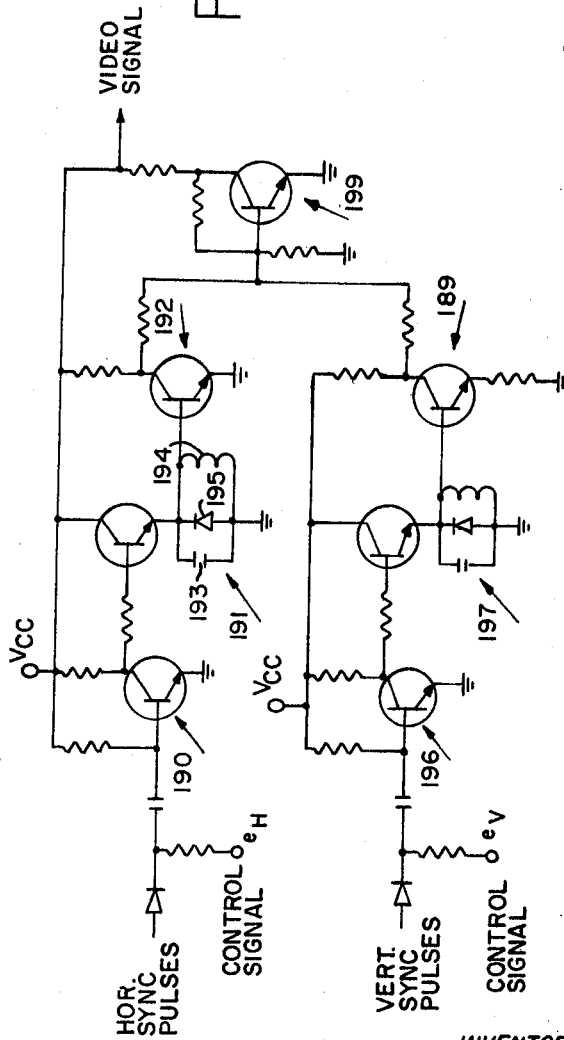 VIDEO
SIGNAL
F
199
192
189
194
195
193
191
197
VCC
VCC
190
196
eH
eV
CONTROL
SIGNAL
CONTROL
SIGNAL
HOR.
SYNC
PULSES
VERT.
SYNC
PULSES